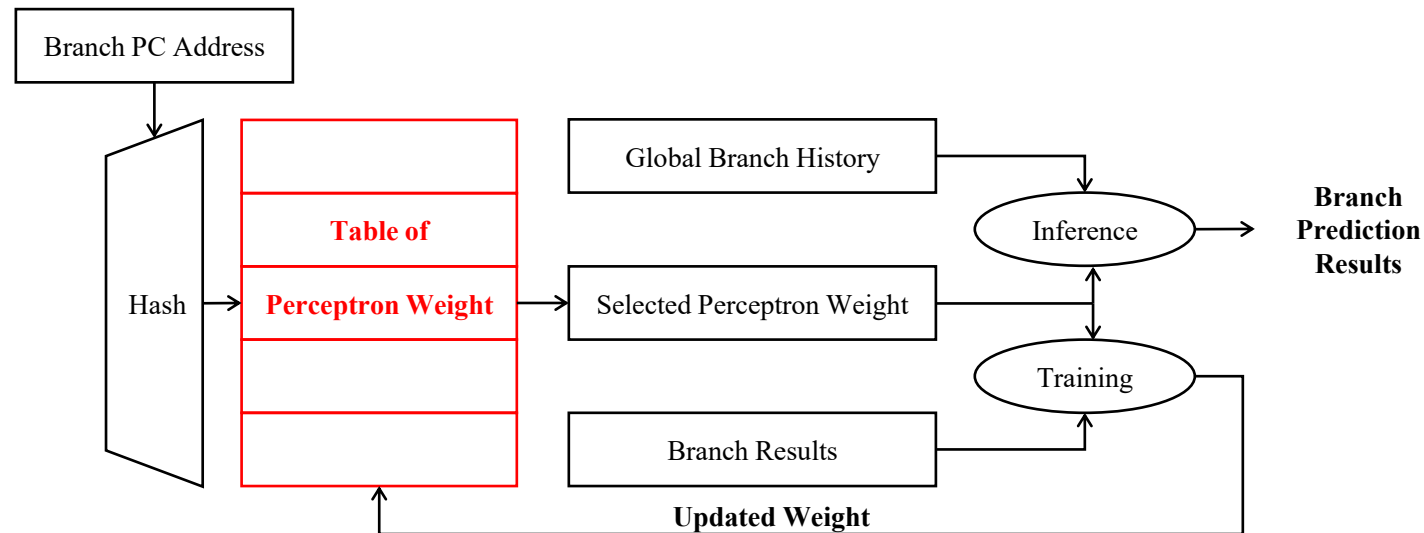 Branch PC Address
Hash
Table of
Perceptron Weight
Global Branch History
Selected Perceptron Weight
Branch Results
Inference
Training
Branch
Prediction
Results
Updated Weight